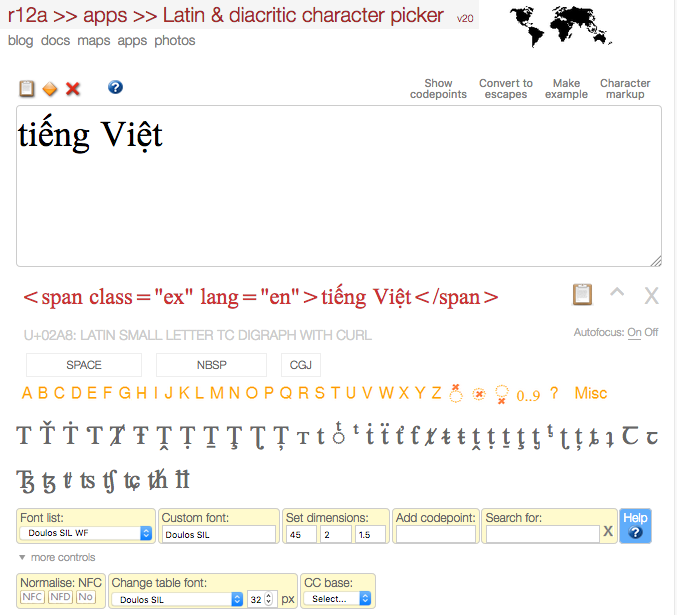 r12a >> apps >> Latin & diacritic character picker v20
blog docs maps apps photos
Show codepoints Convert to escapes Make example Character markup
tiếng Việt
<span class="ex" lang="en">tiếng Việt</span>
U+02A8: LATIN SMALL LETTER TC DIGRAPH WITH CURL
Autofocus: On Off
SPACE NBSP CGJ
A B C D E F G H I J K L M N O P Q R S T U V W X Y Z 0..9 ? Misc
Font list: Custom font: Set dimensions: Add codepoint: Search for: Help
Doulos SIL WF Doulos SIL 45 2 1.5 X
▼ more controls
Normalise: NFC Change table font: CC base:
NFC NFD No Doulos SIL 32 px Select...